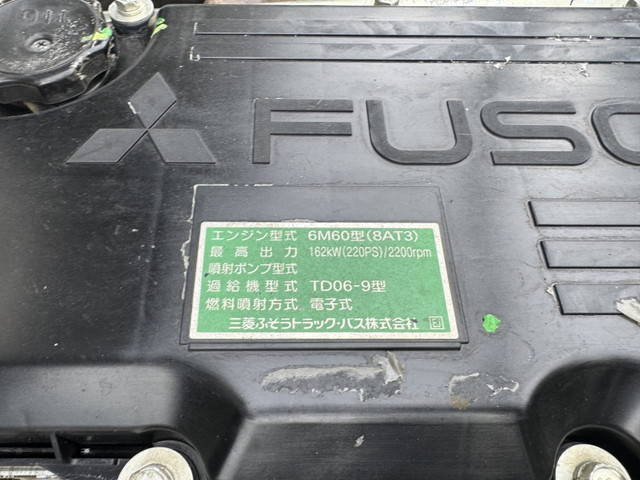 OIL
FUSO
エンジン型式 6M60型(8AT3)
最高出力 162kW(220PS)/2200rpm
噴射ポンプ型式
過給機型式 TD06-9型
燃料噴射方式 電子式
三菱ふそうトラック・バス株式会社